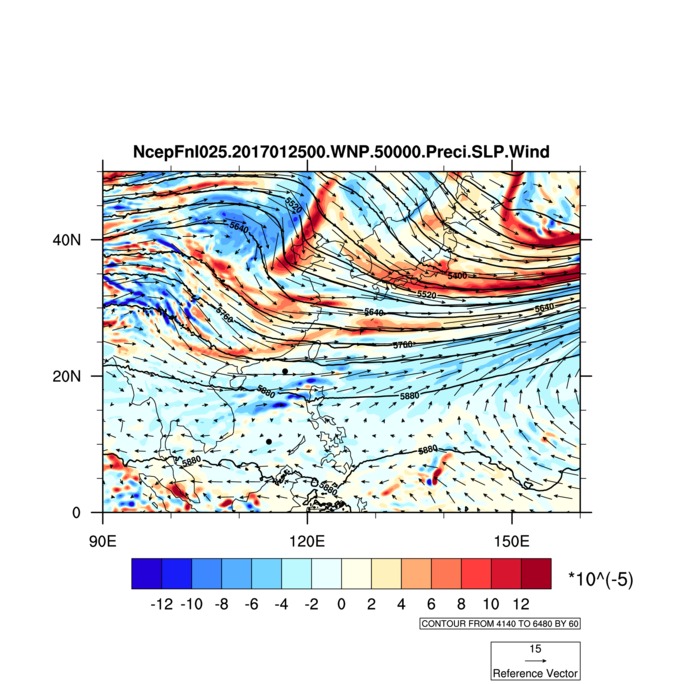 NcepFnl025.2017012500.WNP.50000.Preci.SLP.Wind
5520
5640
40N
5400
5520
5760
5640
5640
5760
20N
5880
5880
5880
5880
5880
0
90E 120E 150E
-12 -10 -8 -6 -4 -2 0 2 4 6 8 10 12
*10^(-5)
CONTOUR FROM 4140 TO 6480 BY 60
15
Reference Vector